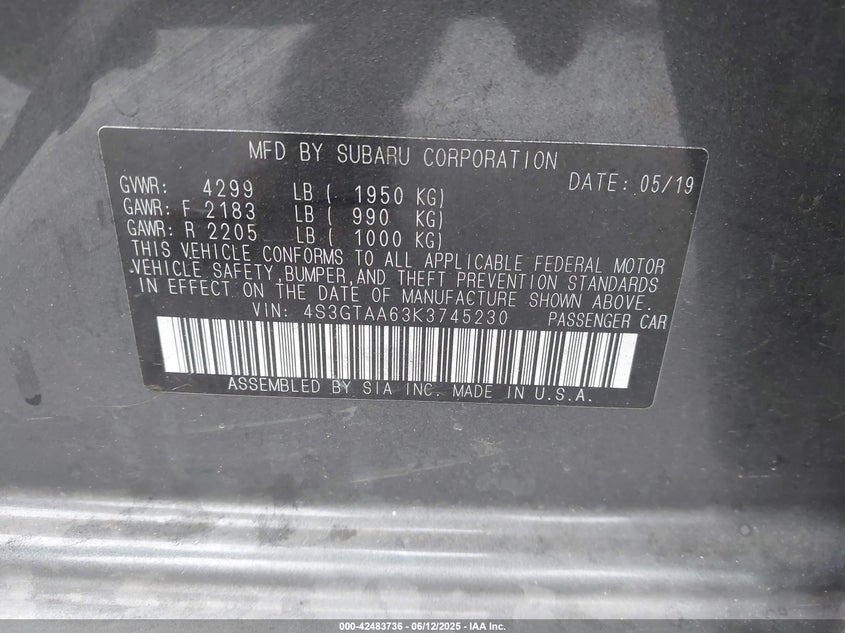 MFD BY SUBARU CORPORATION
DATE: 05/19
GVWR: 4299 LB ( 1950 KG)
GAWR: F 2183 LB ( 990 KG)
GAWR: R 2205 LB ( 1000 KG)
THIS VEHICLE CONFORMS TO ALL APPLICABLE FEDERAL MOTOR
VEHICLE SAFETY,BUMPER,AND THEFT PREVENTION STANDARDS
IN EFFECT ON THE DATE OF MANUFACTURE SHOWN ABOVE.
VIN: 4S3GTAA63K3745230 PASSENGER CAR
ASSEMBLED BY SIA INC. MADE IN U.S.A.
000-42483736 - 06/12/2025 - IAA Inc.